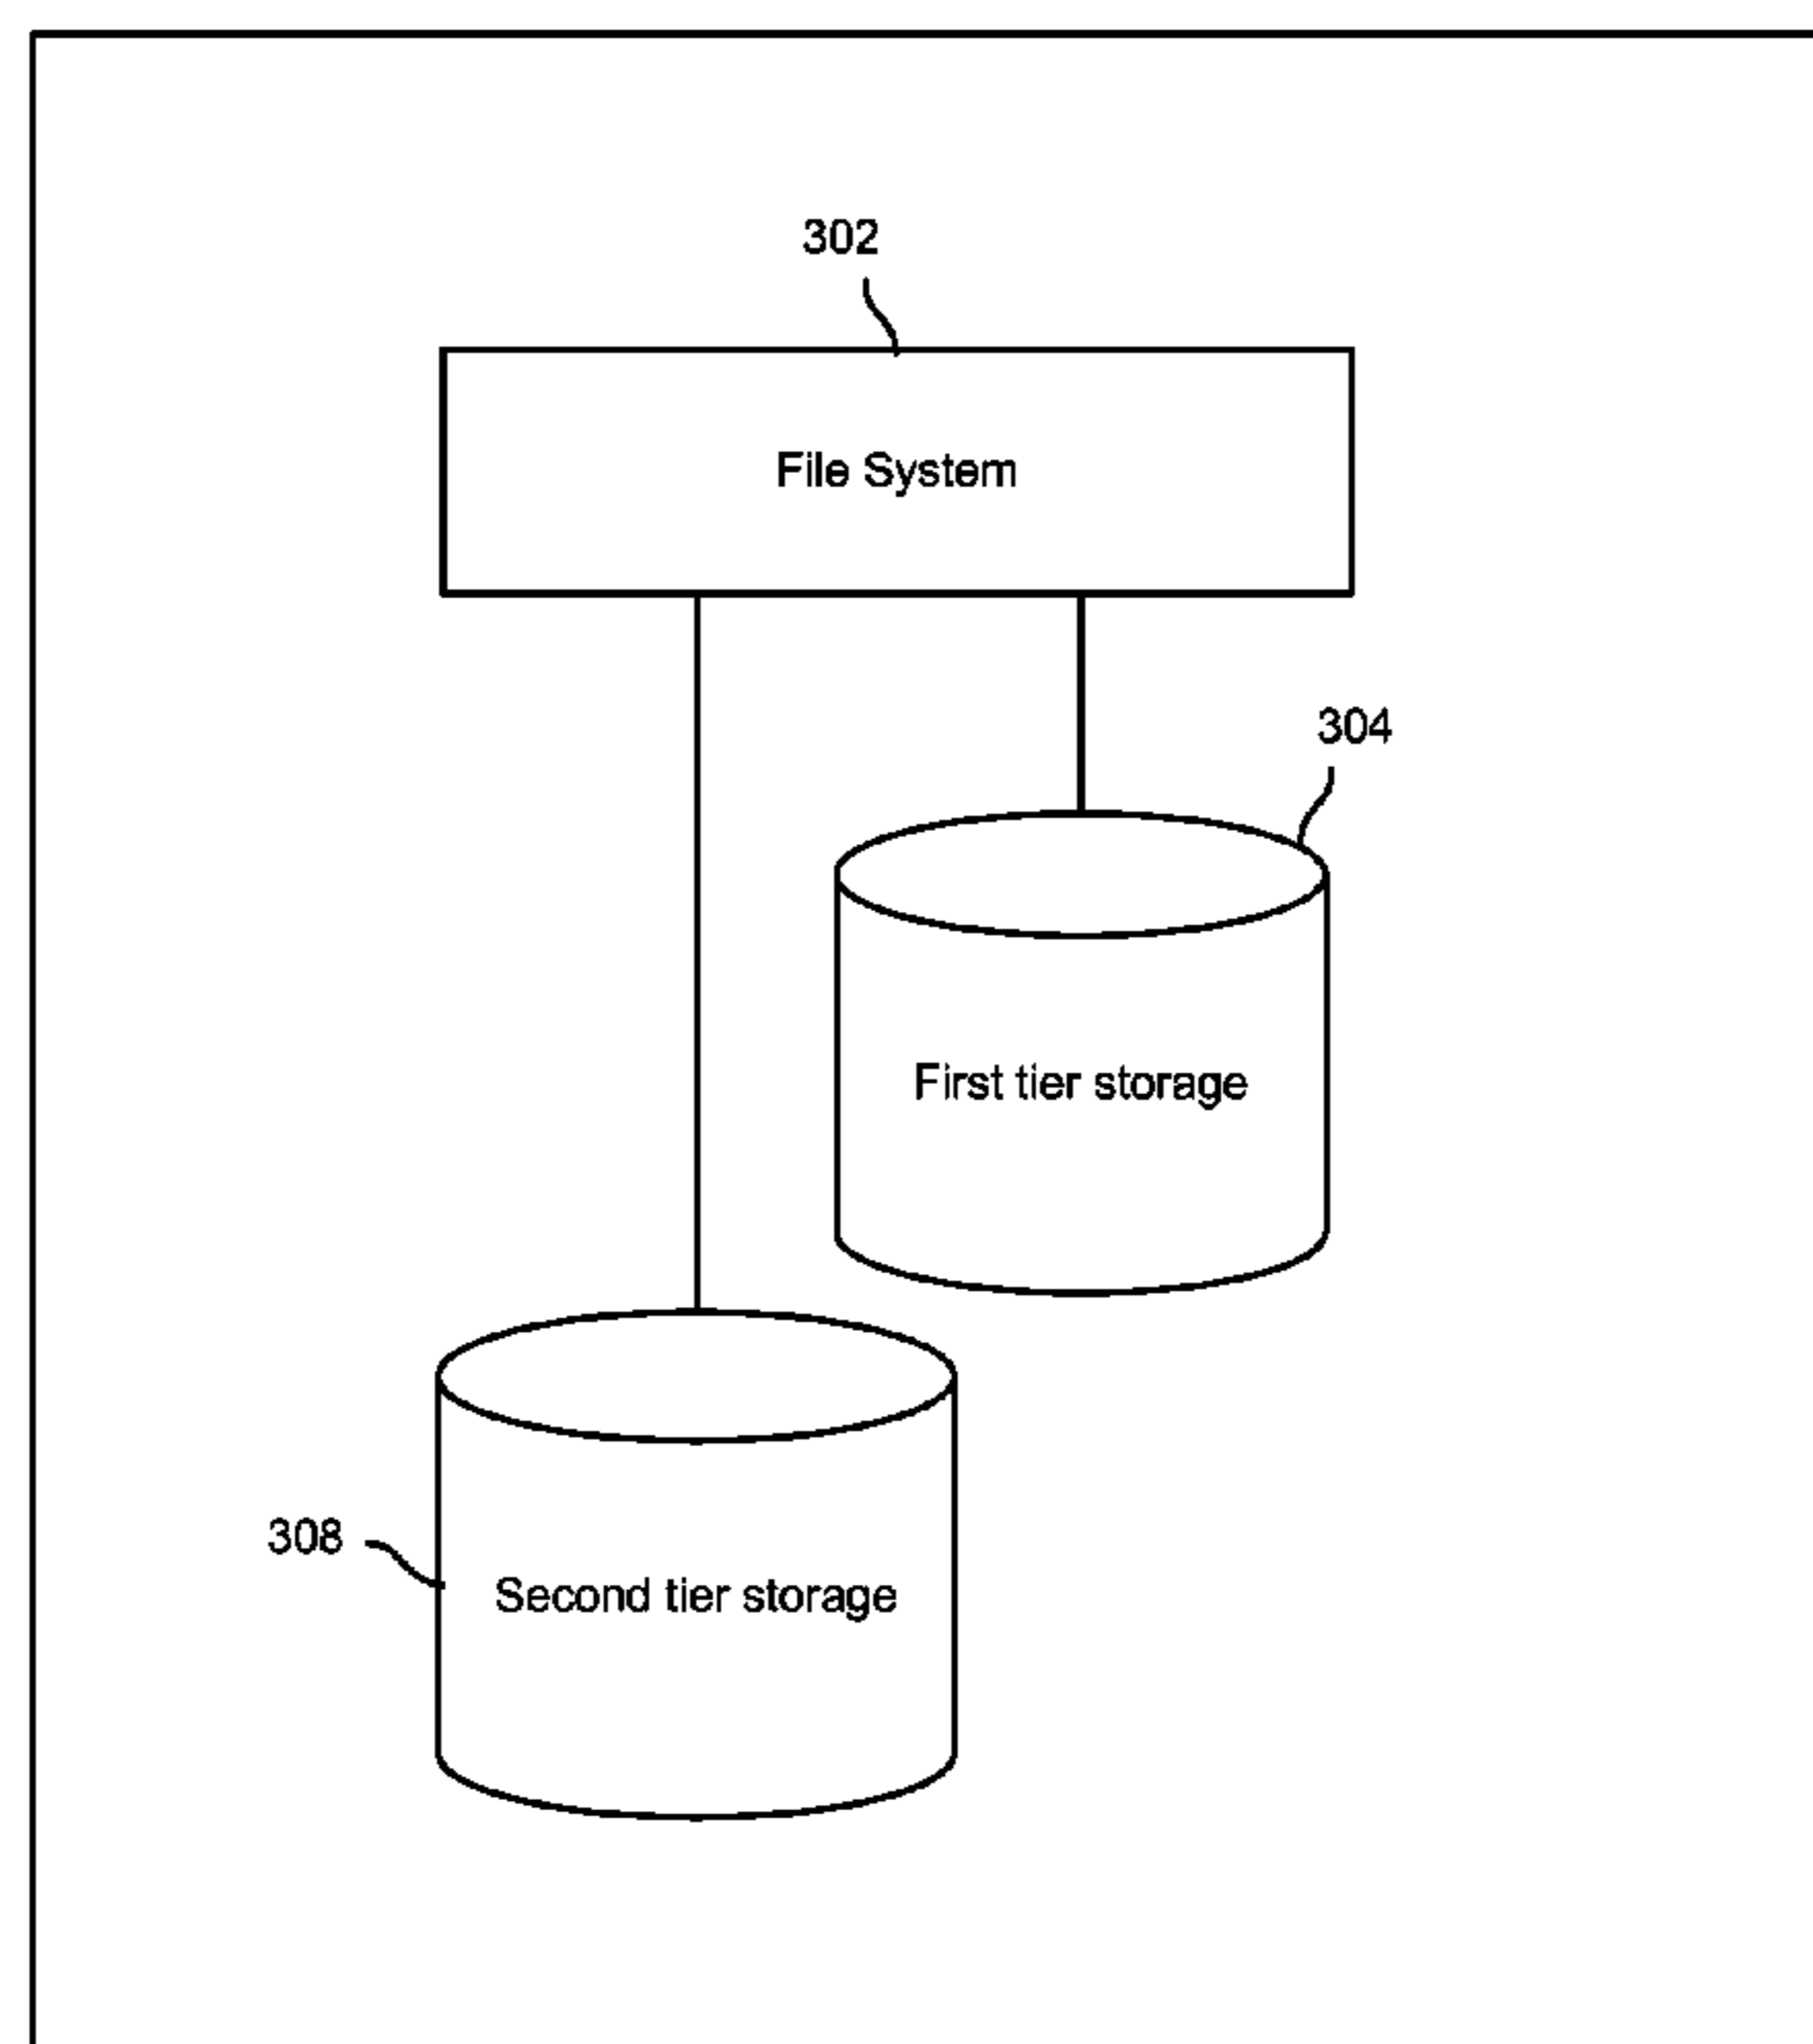 302
File System
304
First tier storage
308
Second tier storage